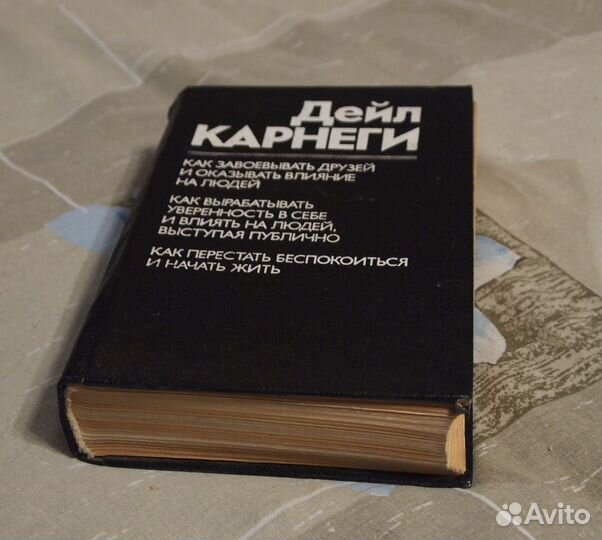 Дейл
КАРНЕГИ
КАК ЗАВОЕВЫВАТЬ ДРУЗЕЙ
И ОКАЗЫВАТЬ ВЛИЯНИЕ
НА ЛЮДЕЙ
КАК ВЫРАБАТЫВАТЬ
УВЕРЕННОСТЬ В СЕБЕ
И ВЛИЯТЬ НА ЛЮДЕЙ,
ВЫСТУПАЯ ПУБЛИЧНО
КАК ПЕРЕСТАТЬ БЕСПОКОИТЬСЯ
И НАЧАТЬ ЖИТЬ
Avito